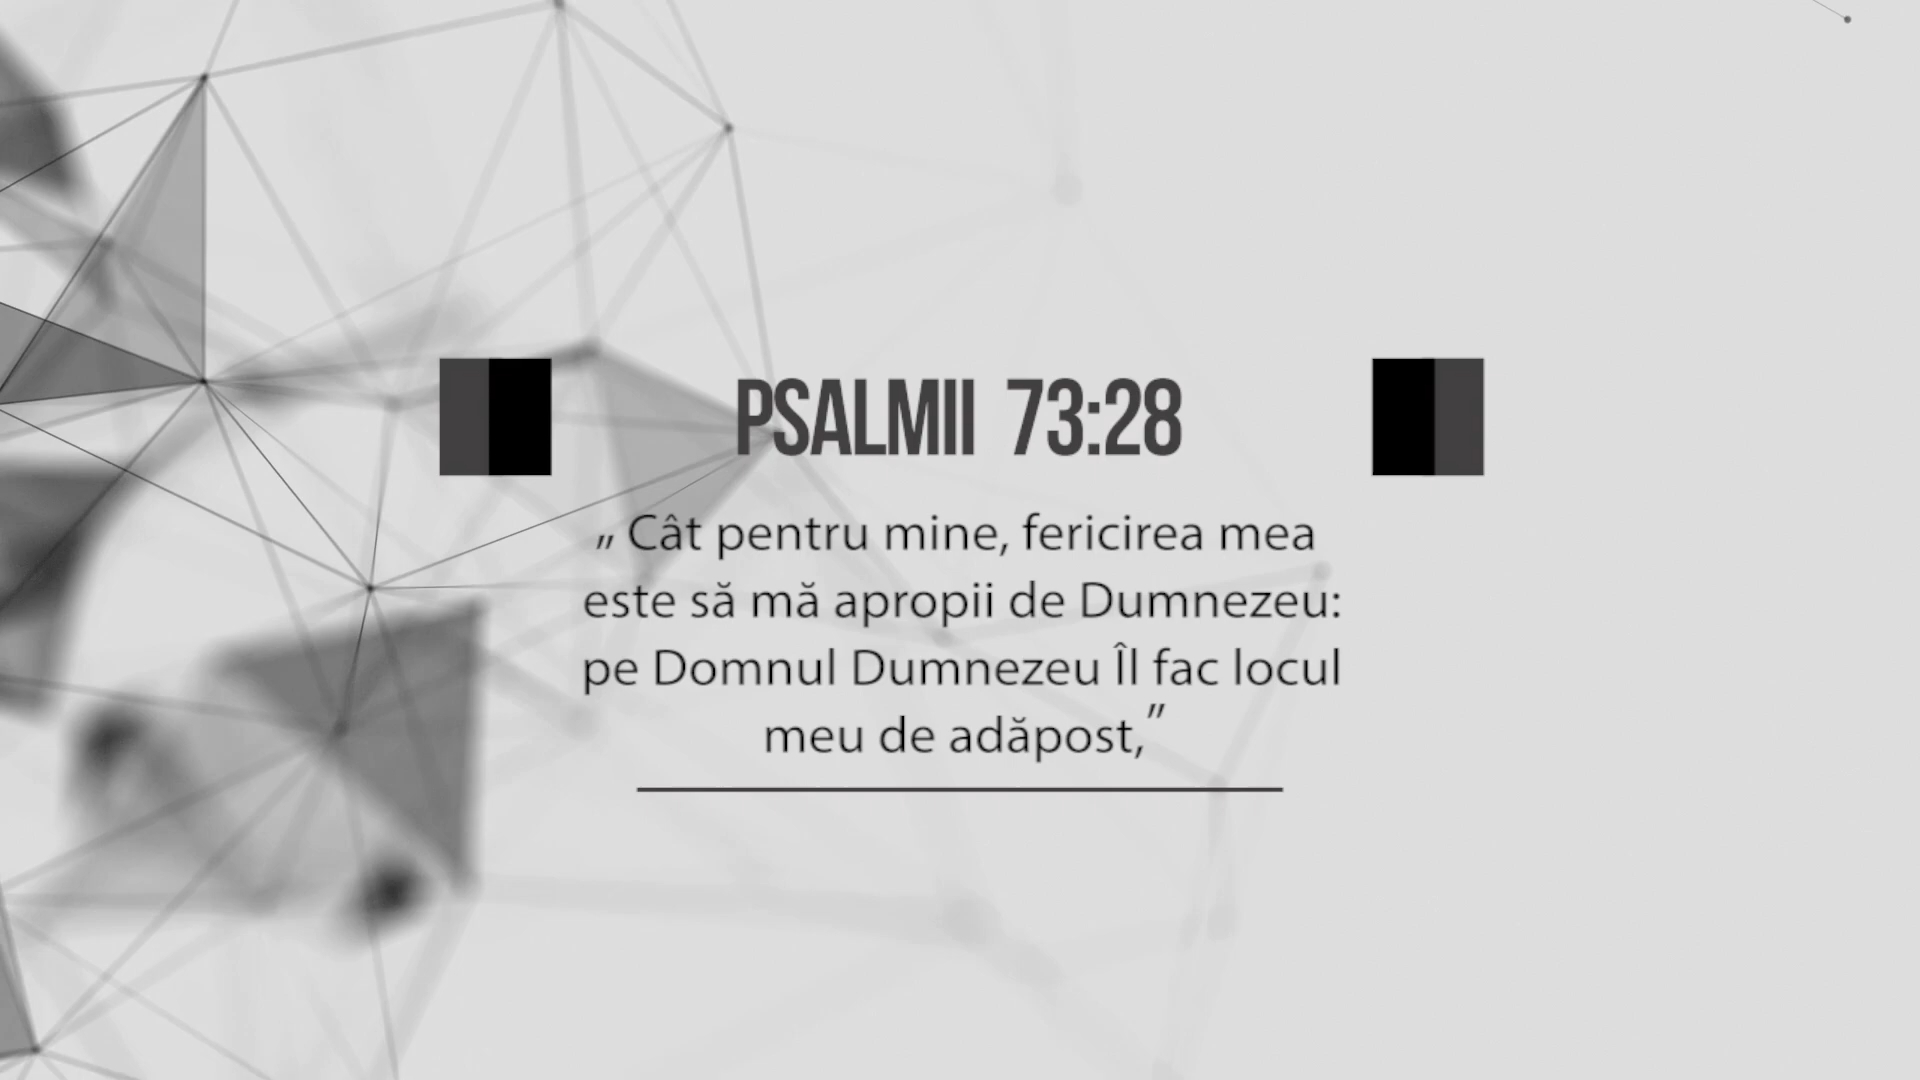 PSALMII 73:28
„ Cât pentru mine, fericirea mea
este să mă apropii de Dumnezeu:
pe Domnul Dumnezeu Îl fac locul
meu de adăpost,”